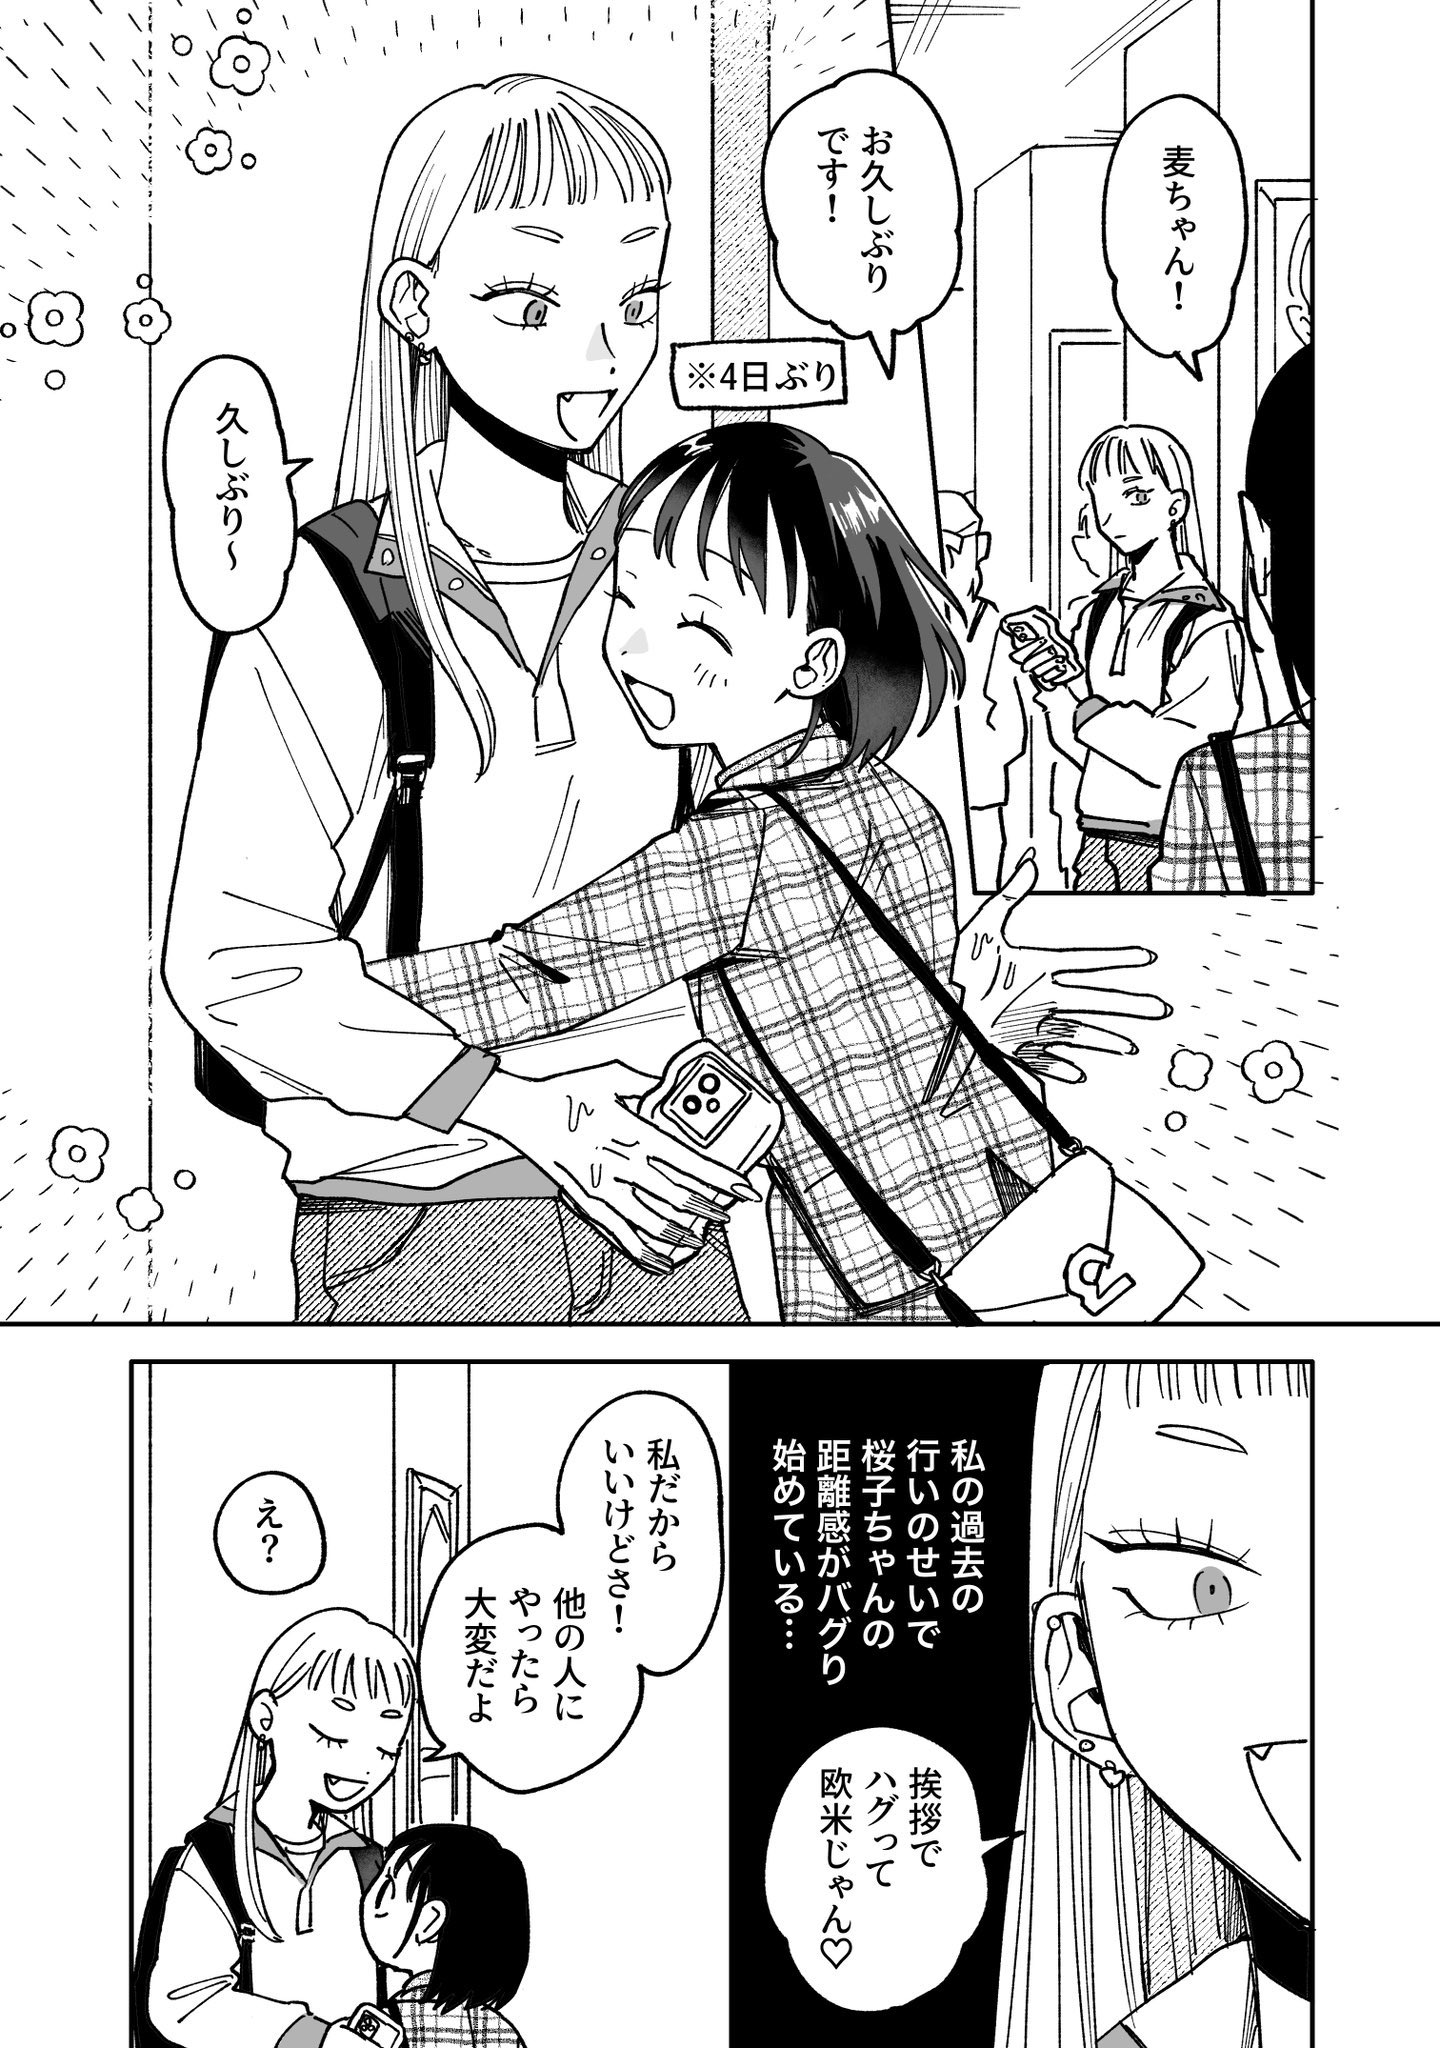 麦ちゃん！
お久しぶり
です！
※4日ぶり
久しぶり〜
私の過去の
行いのせいで
桜子ちゃんの
距離感がバグり
始めている…
挨拶で
ハグって
欧米じゃん♡
私だから
いいけどさ！
他の人に
やったら
大変だよ
え？